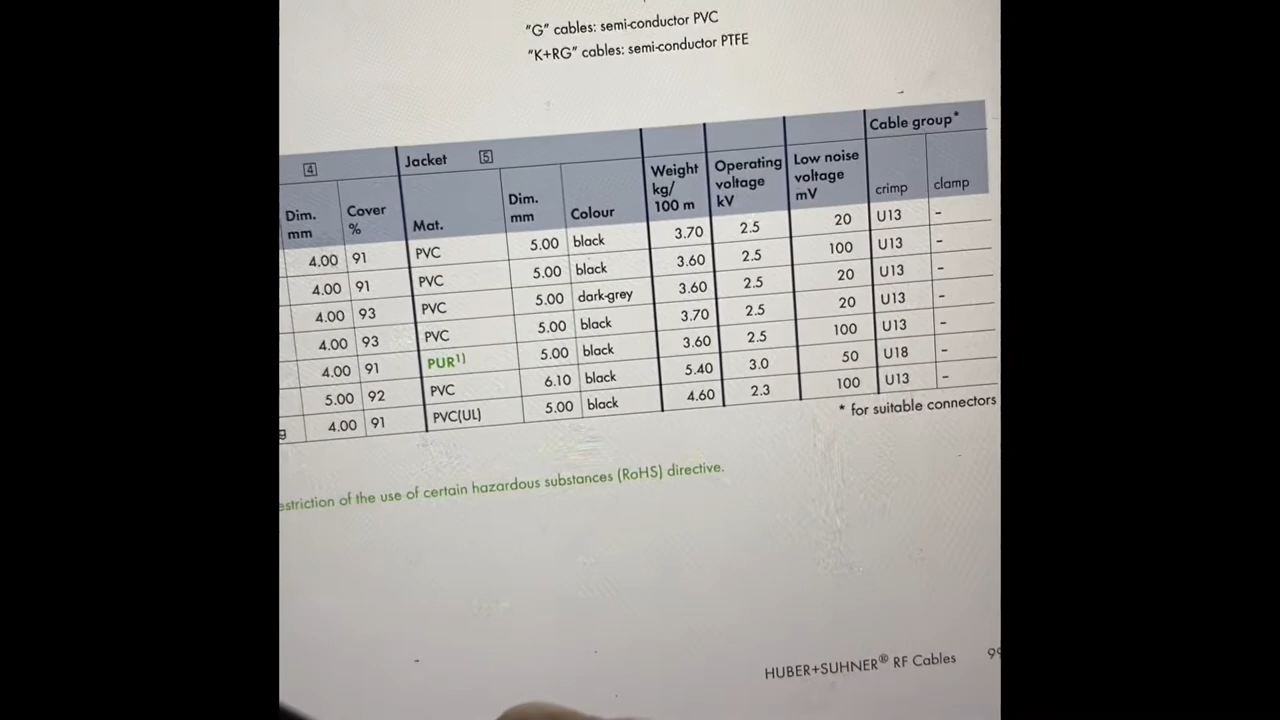 "G" cables: semi-conductor PVC
"K+RG" cables: semi-conductor PTFE
4 Jacket 5 Weight kg/ 100 m Operating voltage kV Low noise voltage mV Cable group*
Dim. mm Cover % Mat. Dim. mm Colour crimp clamp
4.00 91 PVC 5.00 black 3.70 2.5 20 U13 -
4.00 91 PVC 5.00 black 3.60 2.5 100 U13 -
4.00 93 PVC 5.00 dark-grey 3.60 2.5 20 U13 -
4.00 93 PVC 5.00 black 3.70 2.5 20 U13 -
4.00 91 PUR¹⁾ 5.00 black 3.60 2.5 100 U13 -
5.00 92 PVC 6.10 black 5.40 3.0 50 U18 -
g 4.00 91 PVC(UL) 5.00 black 4.60 2.3 100 U13 -
* for suitable connectors
estriction of the use of certain hazardous substances (RoHS) directive.
HUBER+SUHNER® RF Cables 99